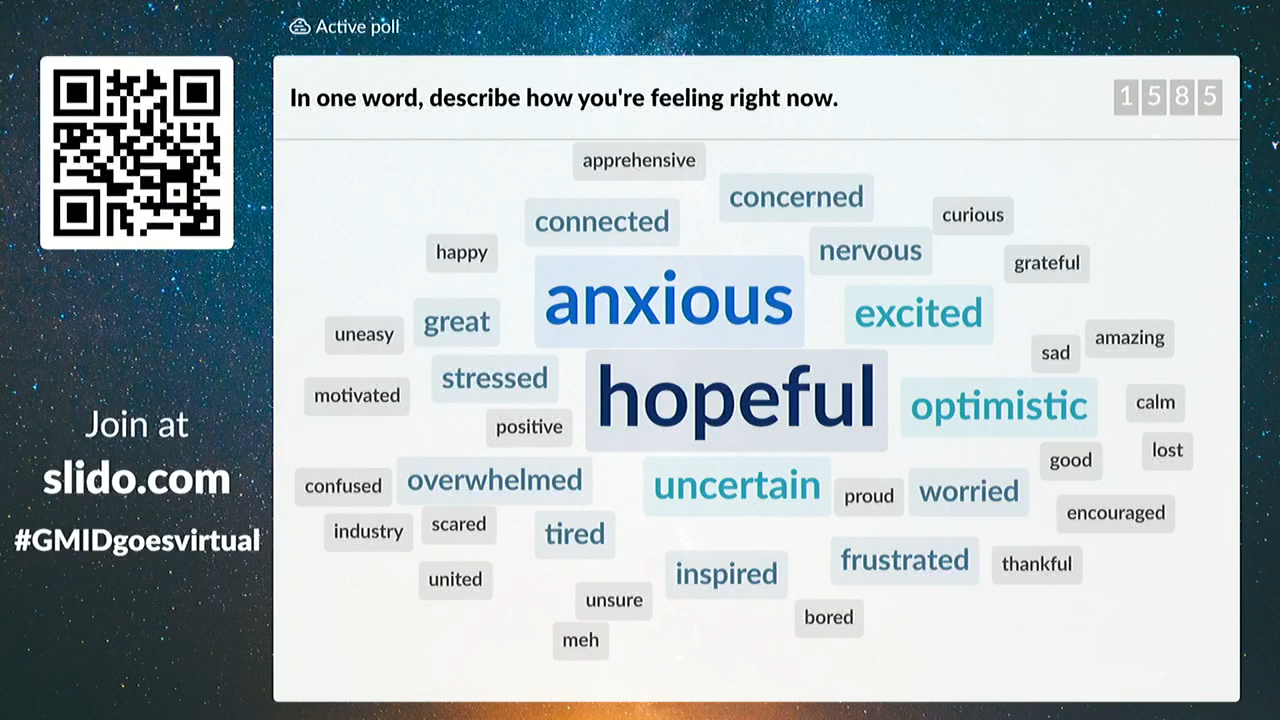 Active poll
In one word, describe how you're feeling right now.
1585
apprehensive
concerned
connected
curious
happy
nervous
grateful
anxious
great
excited
uneasy
amazing
sad
stressed
hopeful
motivated
optimistic
calm
positive
lost
good
overwhelmed
confused
uncertain
proud
worried
encouraged
scared
industry
tired
frustrated
thankful
inspired
united
unsure
bored
meh
Join at
slido.com
#GMIDgoesvirtual